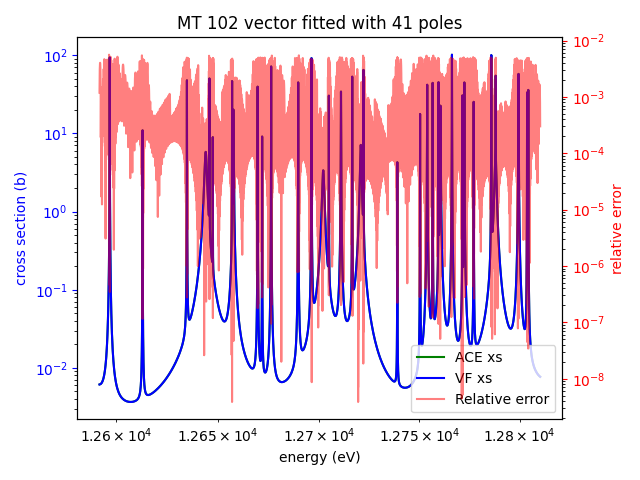 MT 102 vector fitted with 41 poles
10²
10¹
10⁰
10⁻¹
10⁻²
cross section (b)
10⁻²
10⁻³
10⁻⁴
10⁻⁵
10⁻⁶
10⁻⁷
10⁻⁸
relative error
ACE xs
VF xs
Relative error
1.26 × 10⁴ 1.265 × 10⁴ 1.27 × 10⁴ 1.275 × 10⁴ 1.28 × 10⁴
energy (eV)